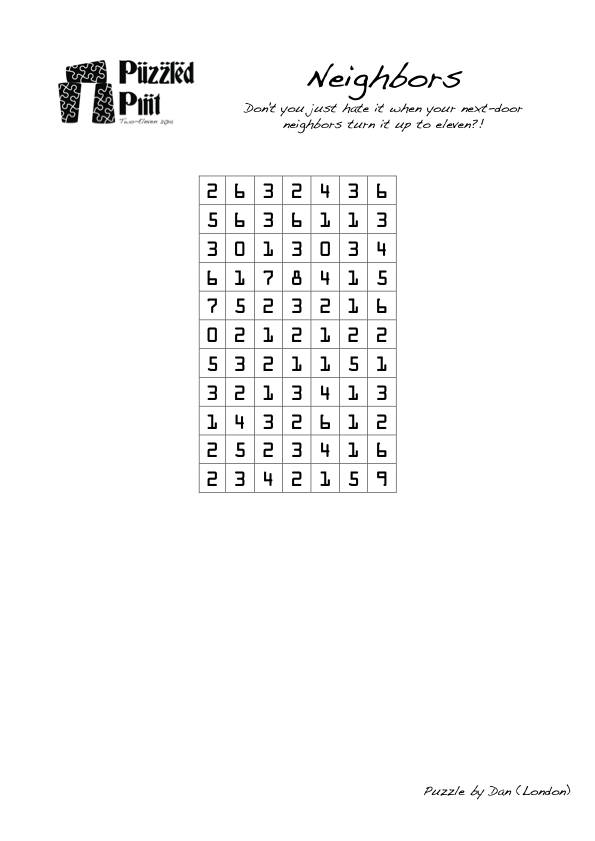 Püzzled
Pint
Two-Eleven 2014
Neighbors
Don't you just hate it when your next-door
neighbors turn it up to eleven?!
2 6 3 2 4 3 6
5 6 3 6 1 1 3
3 0 1 3 0 3 4
6 1 7 8 4 1 5
7 5 2 3 2 1 6
0 2 1 2 1 2 2
5 3 2 1 1 5 1
3 2 1 3 4 1 3
1 4 3 2 6 1 2
2 5 2 3 4 1 6
2 3 4 2 1 5 9
Puzzle by Dan (London)